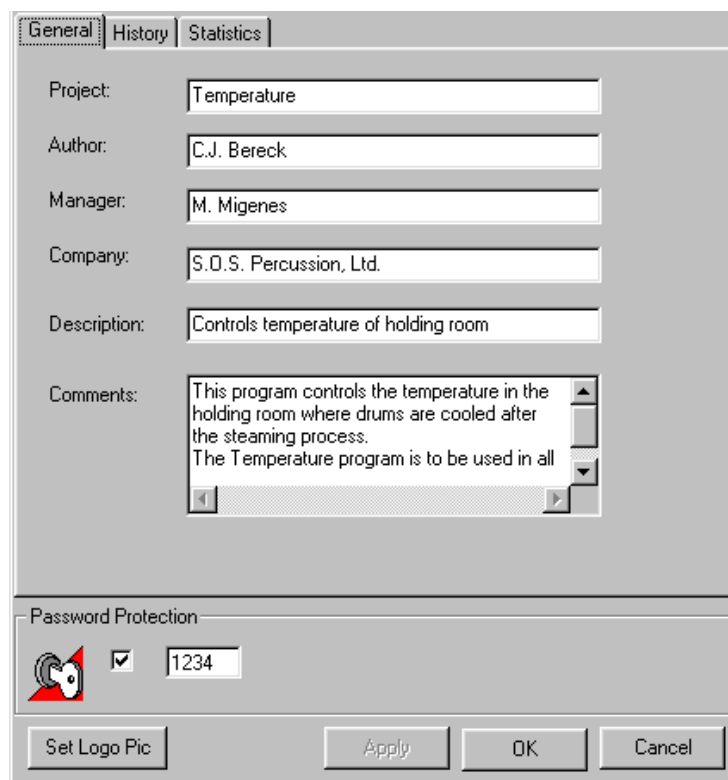 General History Statistics
Project: Temperature
Author: C.J. Bereck
Manager: M. Migenes
Company: S.O.S. Percussion, Ltd.
Description: Controls temperature of holding room
Comments: This program controls the temperature in the
holding room where drums are cooled after
the steaming process.
The Temperature program is to be used in all
Password Protection
1234
Set Logo Pic Apply OK Cancel